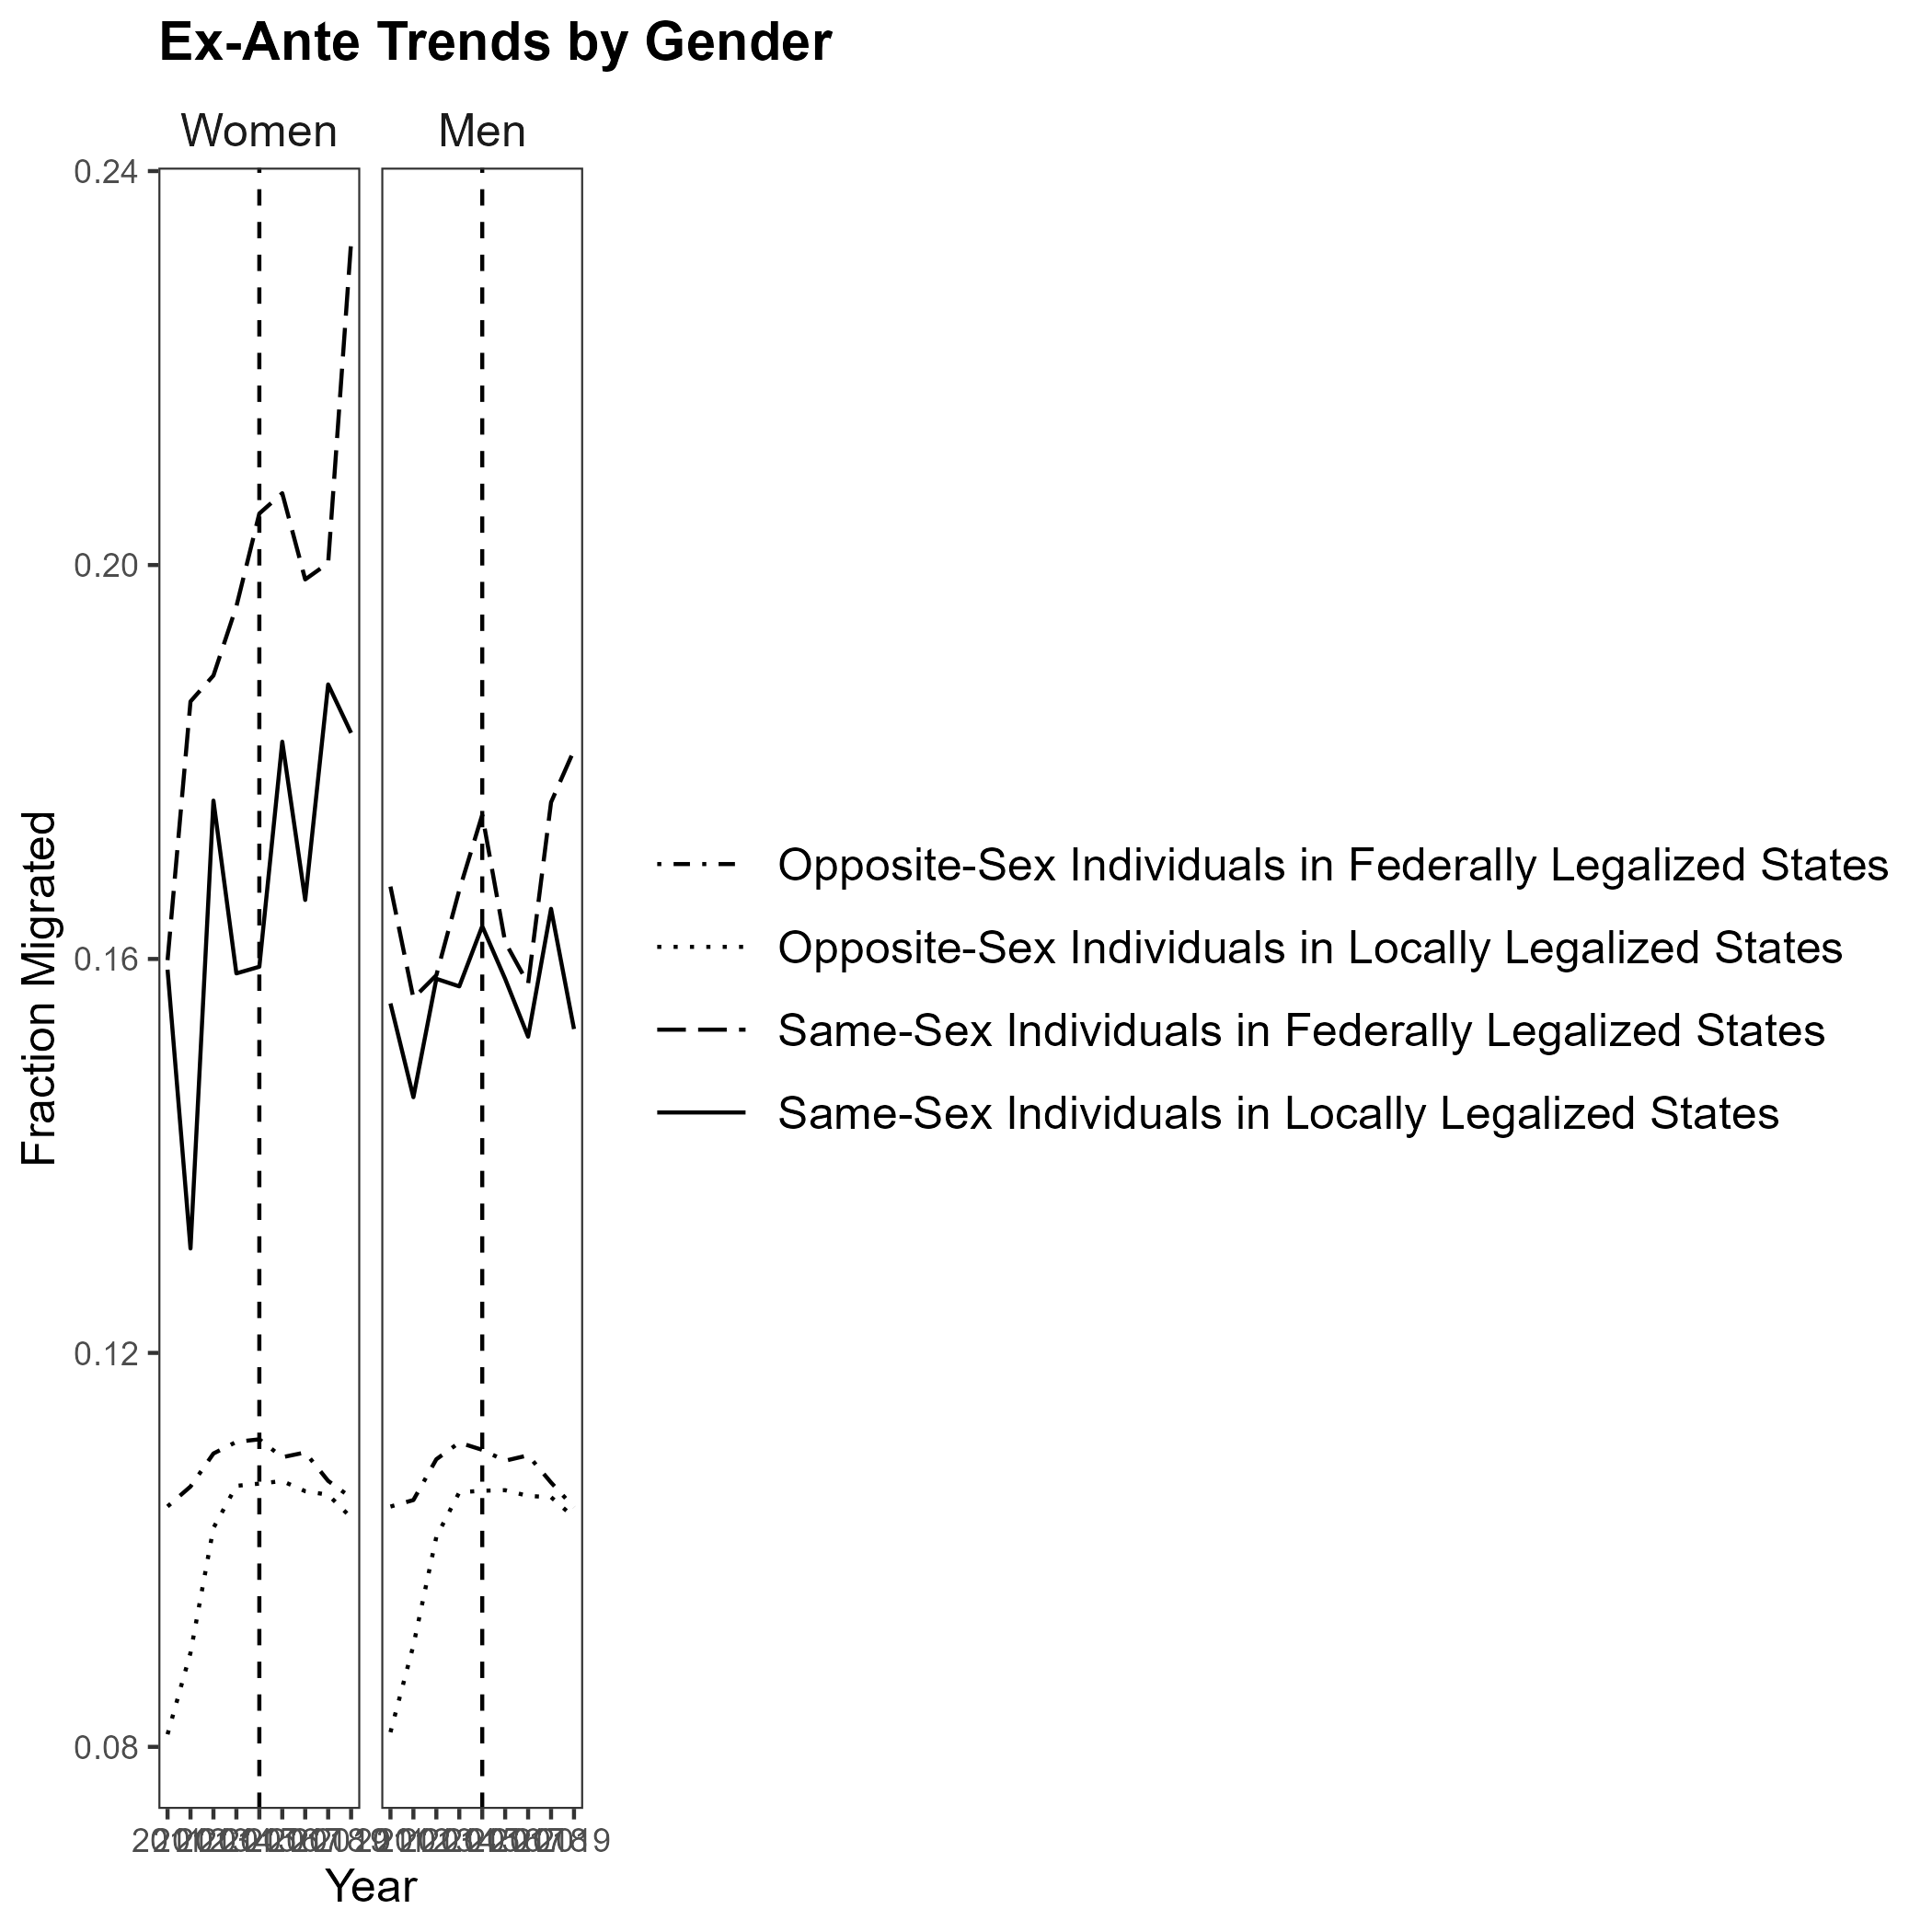 Ex-Ante Trends by Gender
Women Men
0.24
0.20
0.16
0.12
0.08
Fraction Migrated
Year
Opposite-Sex Individuals in Federally Legalized States
Opposite-Sex Individuals in Locally Legalized States
Same-Sex Individuals in Federally Legalized States
Same-Sex Individuals in Locally Legalized States